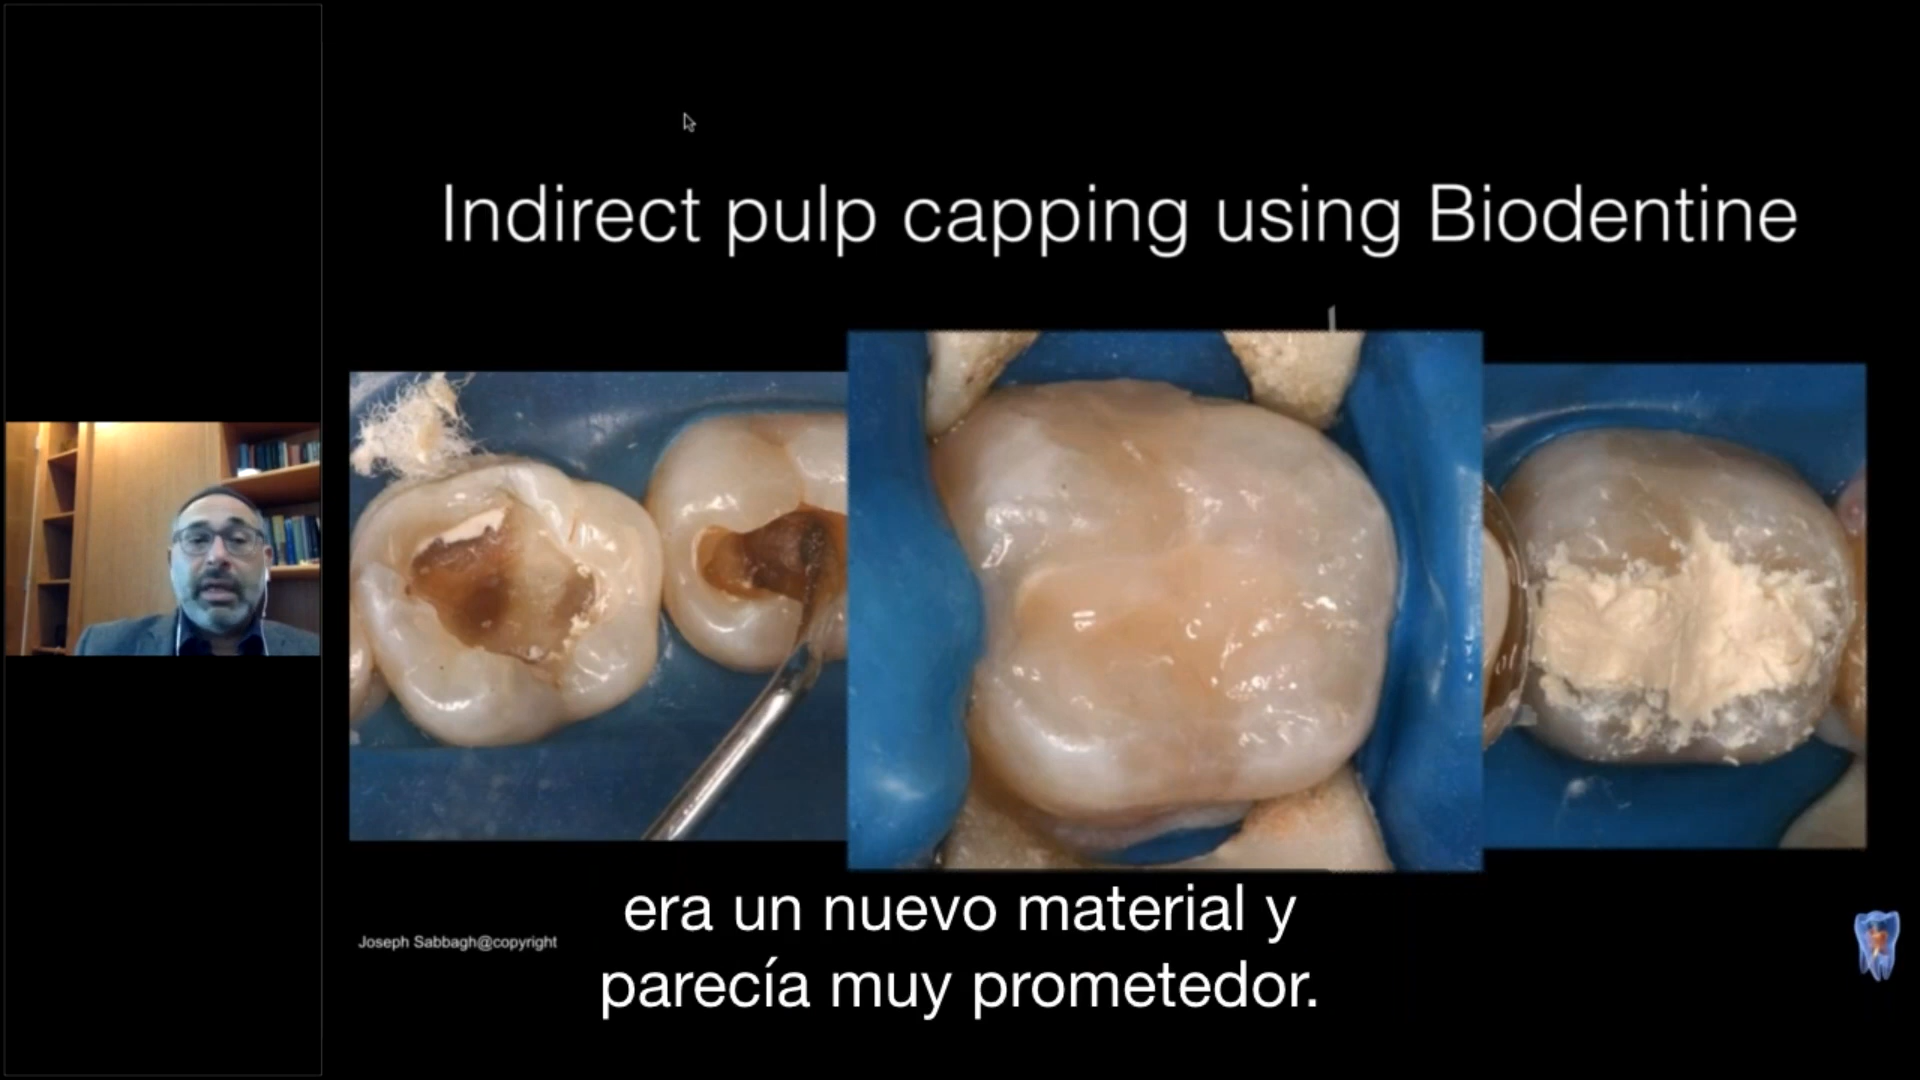 Indirect pulp capping using Biodentine
era un nuevo material y
parecía muy prometedor.
Joseph Sabbagh@copyright